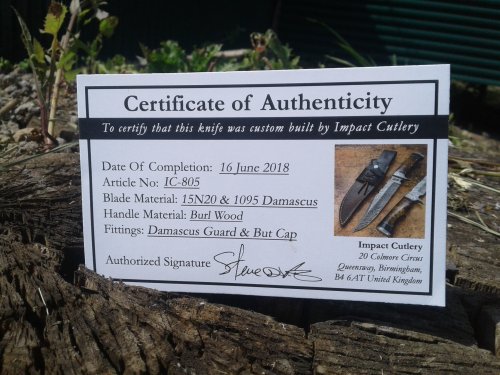 Certificate of Authenticity
To certify that this knife was custom built by Impact Cutlery
Date Of Completion: 16 June 2018
Article No: IC-805
Blade Material: 15N20 & 1095 Damascus
Handle Material: Burl Wood
Fittings: Damascus Guard & But Cap
Authorized Signature
Impact Cutlery
20 Colmore Circus
Queensway, Birmingham,
B4 6AT United Kingdom